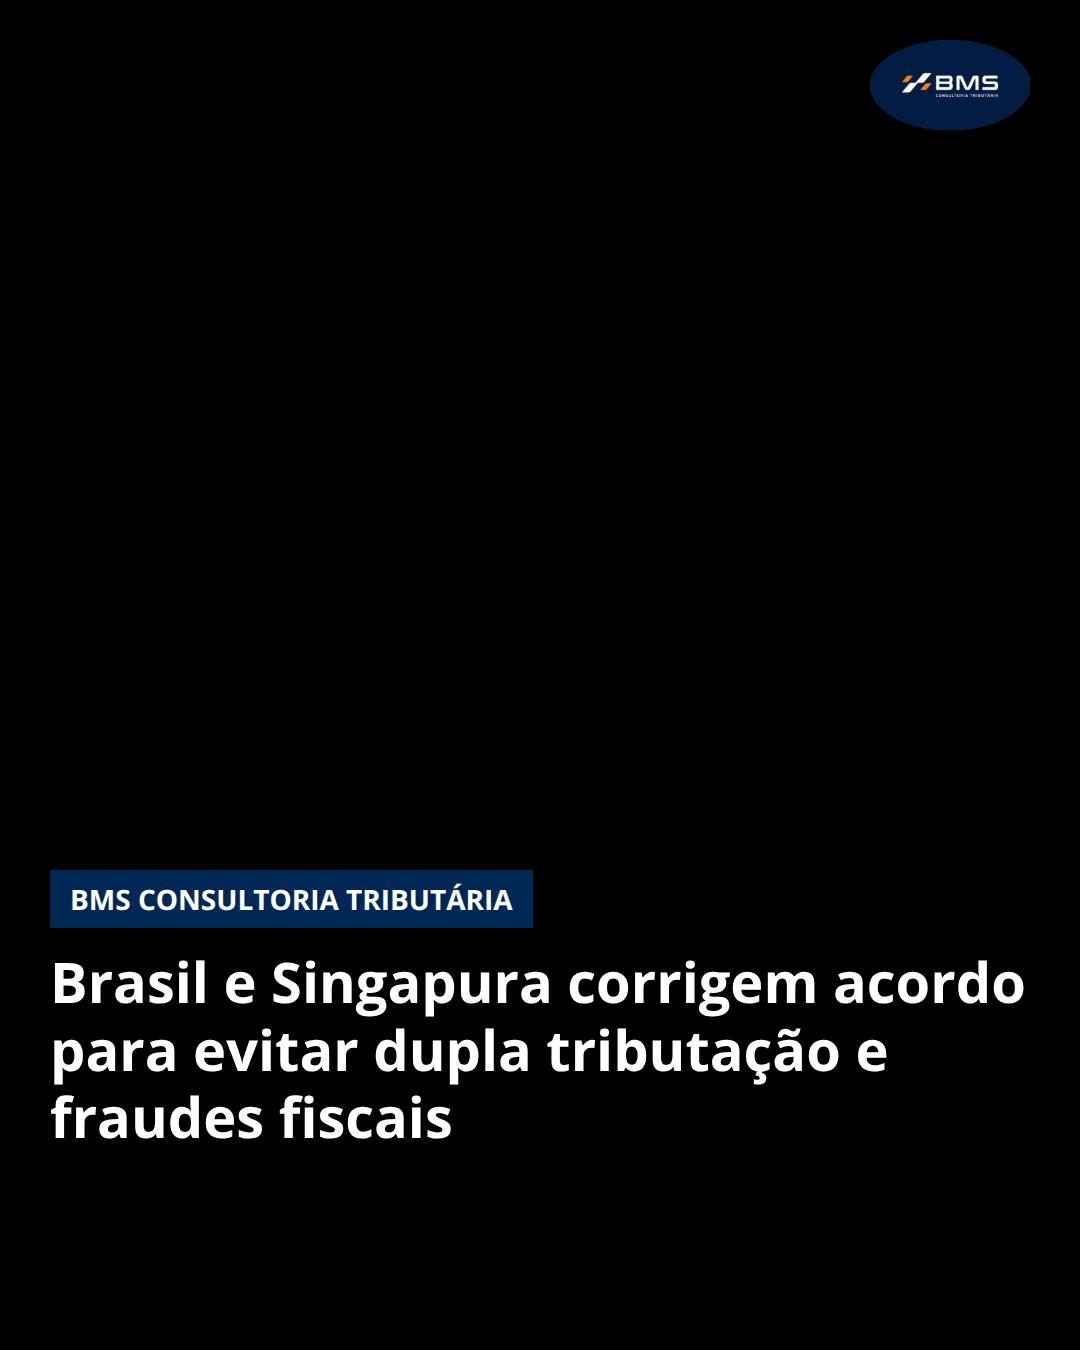 BMS
CONSULTORIA TRIBUTÁRIA
BMS CONSULTORIA TRIBUTÁRIA
Brasil e Singapura corrigem acordo
para evitar dupla tributação e
fraudes fiscais